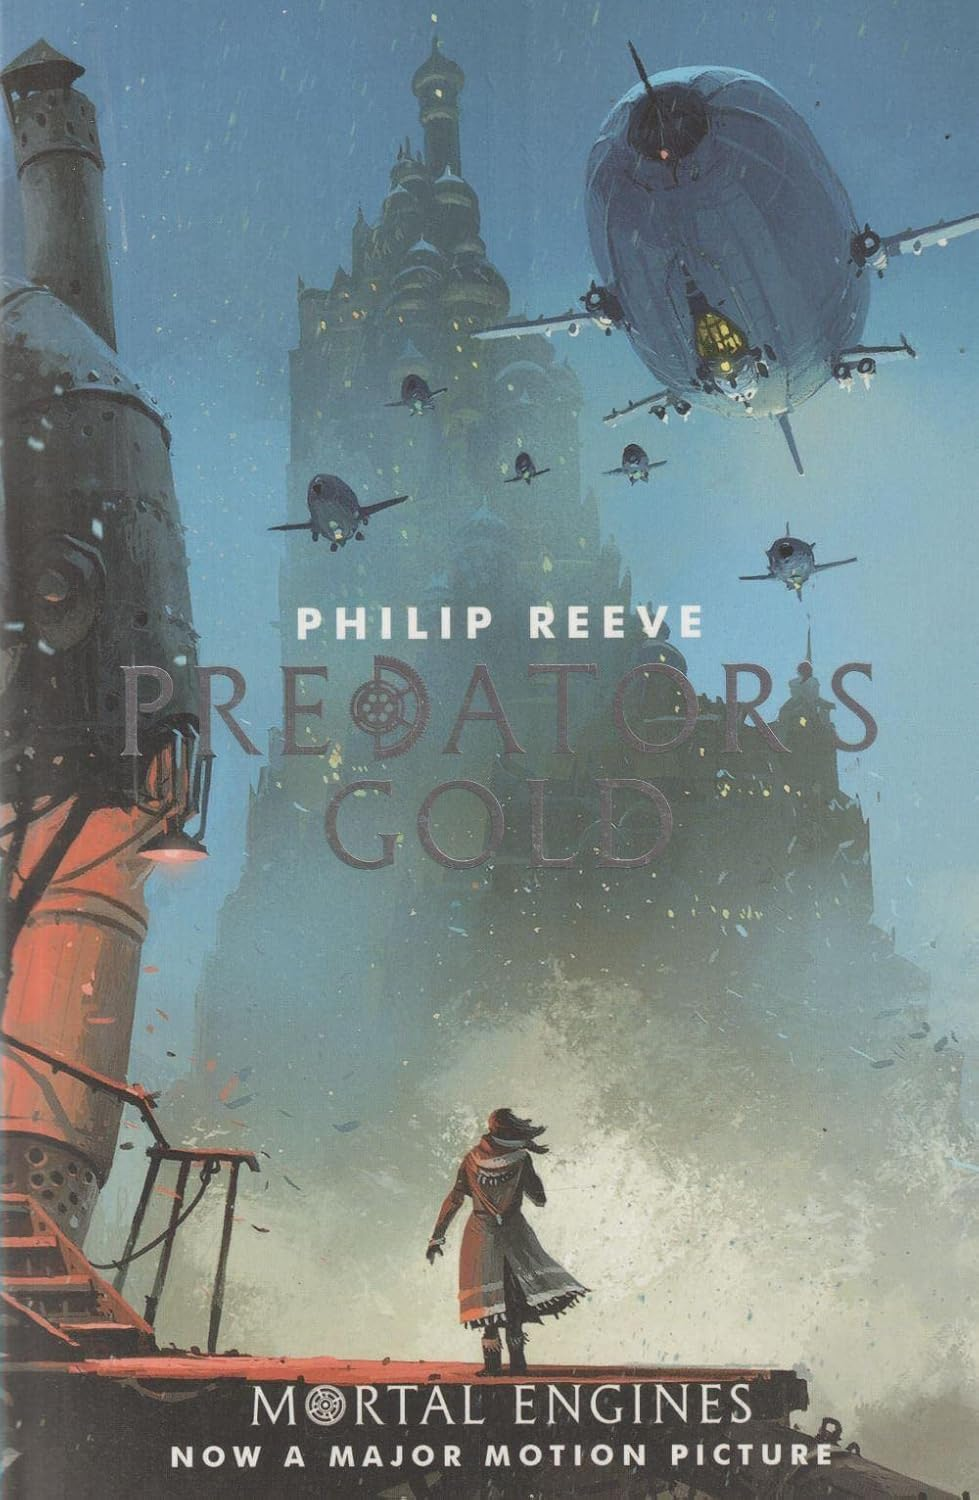 PHILIP REEVE
PREDATOR'S
GOLD
MORTAL ENGINES
NOW A MAJOR MOTION PICTURE